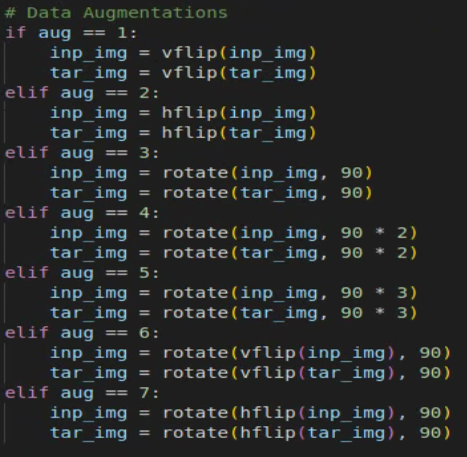 # Data Augmentations
if aug == 1:
    inp_img = vflip(inp_img)
    tar_img = vflip(tar_img)
elif aug == 2:
    inp_img = hflip(inp_img)
    tar_img = hflip(tar_img)
elif aug == 3:
    inp_img = rotate(inp_img, 90)
    tar_img = rotate(tar_img, 90)
elif aug == 4:
    inp_img = rotate(inp_img, 90 * 2)
    tar_img = rotate(tar_img, 90 * 2)
elif aug == 5:
    inp_img = rotate(inp_img, 90 * 3)
    tar_img = rotate(tar_img, 90 * 3)
elif aug == 6:
    inp_img = rotate(vflip(inp_img), 90)
    tar_img = rotate(vflip(tar_img), 90)
elif aug == 7:
    inp_img = rotate(hflip(inp_img), 90)
    tar_img = rotate(hflip(tar_img), 90)